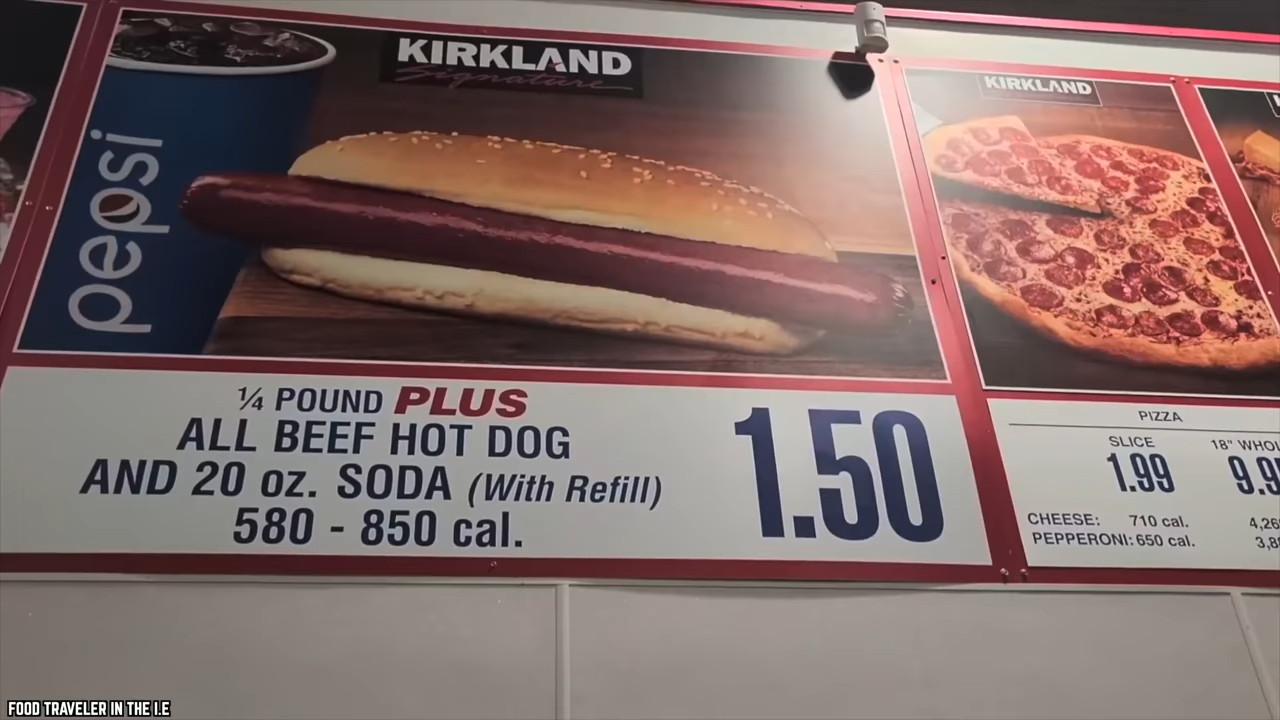 pepsi
KIRKLAND
Signature
1/4 POUND PLUS
ALL BEEF HOT DOG
AND 20 oz. SODA (With Refill)
580 - 850 cal.
1.50
KIRKLAND
PIZZA
SLICE
1.99
18"
CHEESE: 710 cal.
PEPPERONI: 650 cal.
FOOD TRAVELER IN THE I.E